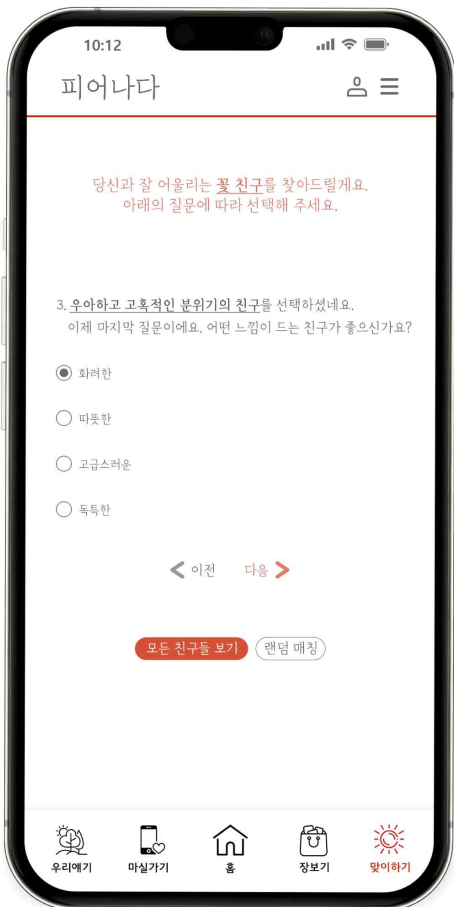 10:12
피어나다
당신과 잘 어울리는 꽃 친구를 찾아드릴게요.
아래의 질문에 따라 선택해 주세요.
3. 우아하고 고혹적인 분위기의 친구를 선택하셨네요.
이제 마지막 질문이에요. 어떤 느낌이 드는 친구가 좋으신가요?
화려한
따뜻한
고급스러운
독특한
이전 다음
모든 친구들 보기 랜덤 매칭
우리얘기 마실가기 홈 장보기 맞이하기